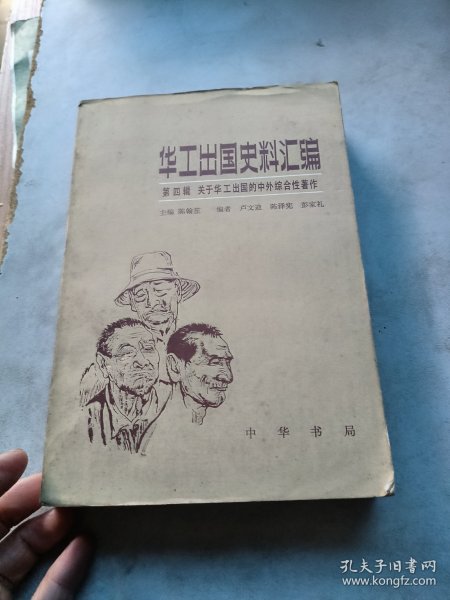 华工出国史料汇编
第四辑 关于华工出国的中外综合性著作
主编 陈翰笙 编者 卢文迪 陈泽宪 彭家礼
中华书局
孔夫子旧书网
www.kongfz.com